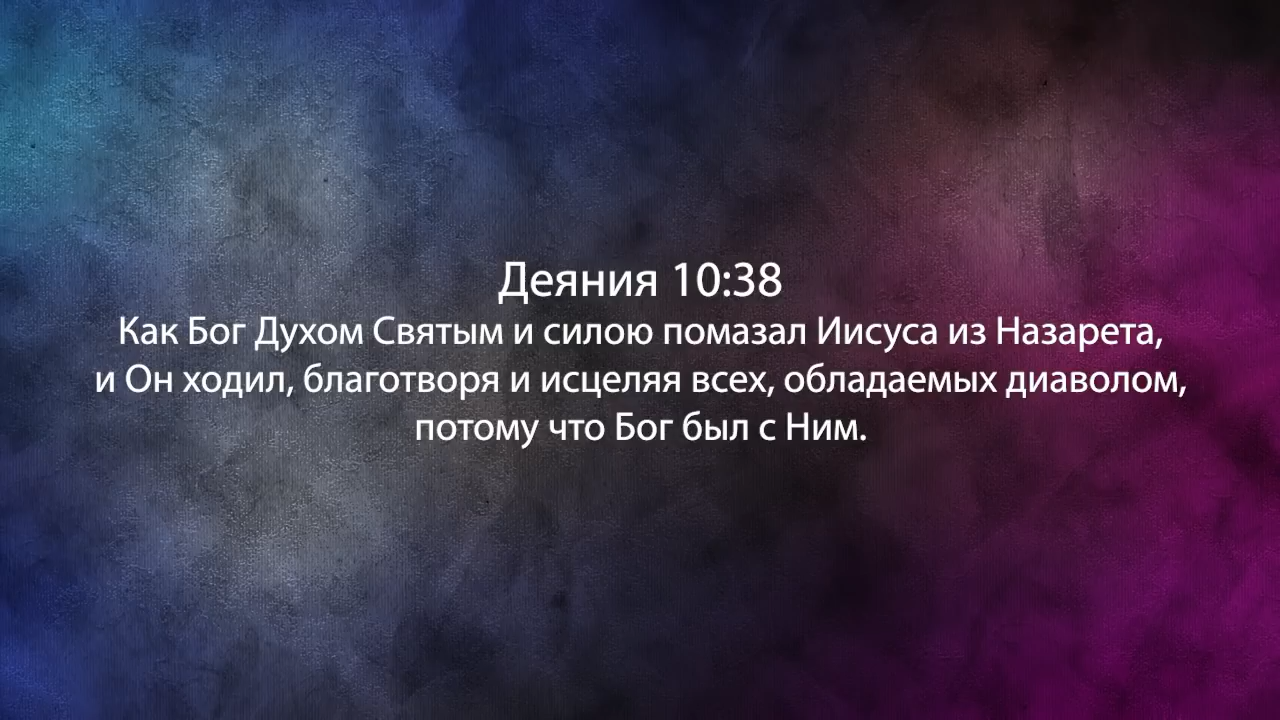 Деяния 10:38
Как Бог Духом Святым и силою помазал Иисуса из Назарета,
и Он ходил, благотворя и исцеляя всех, обладаемых диаволом,
потому что Бог был с Ним.